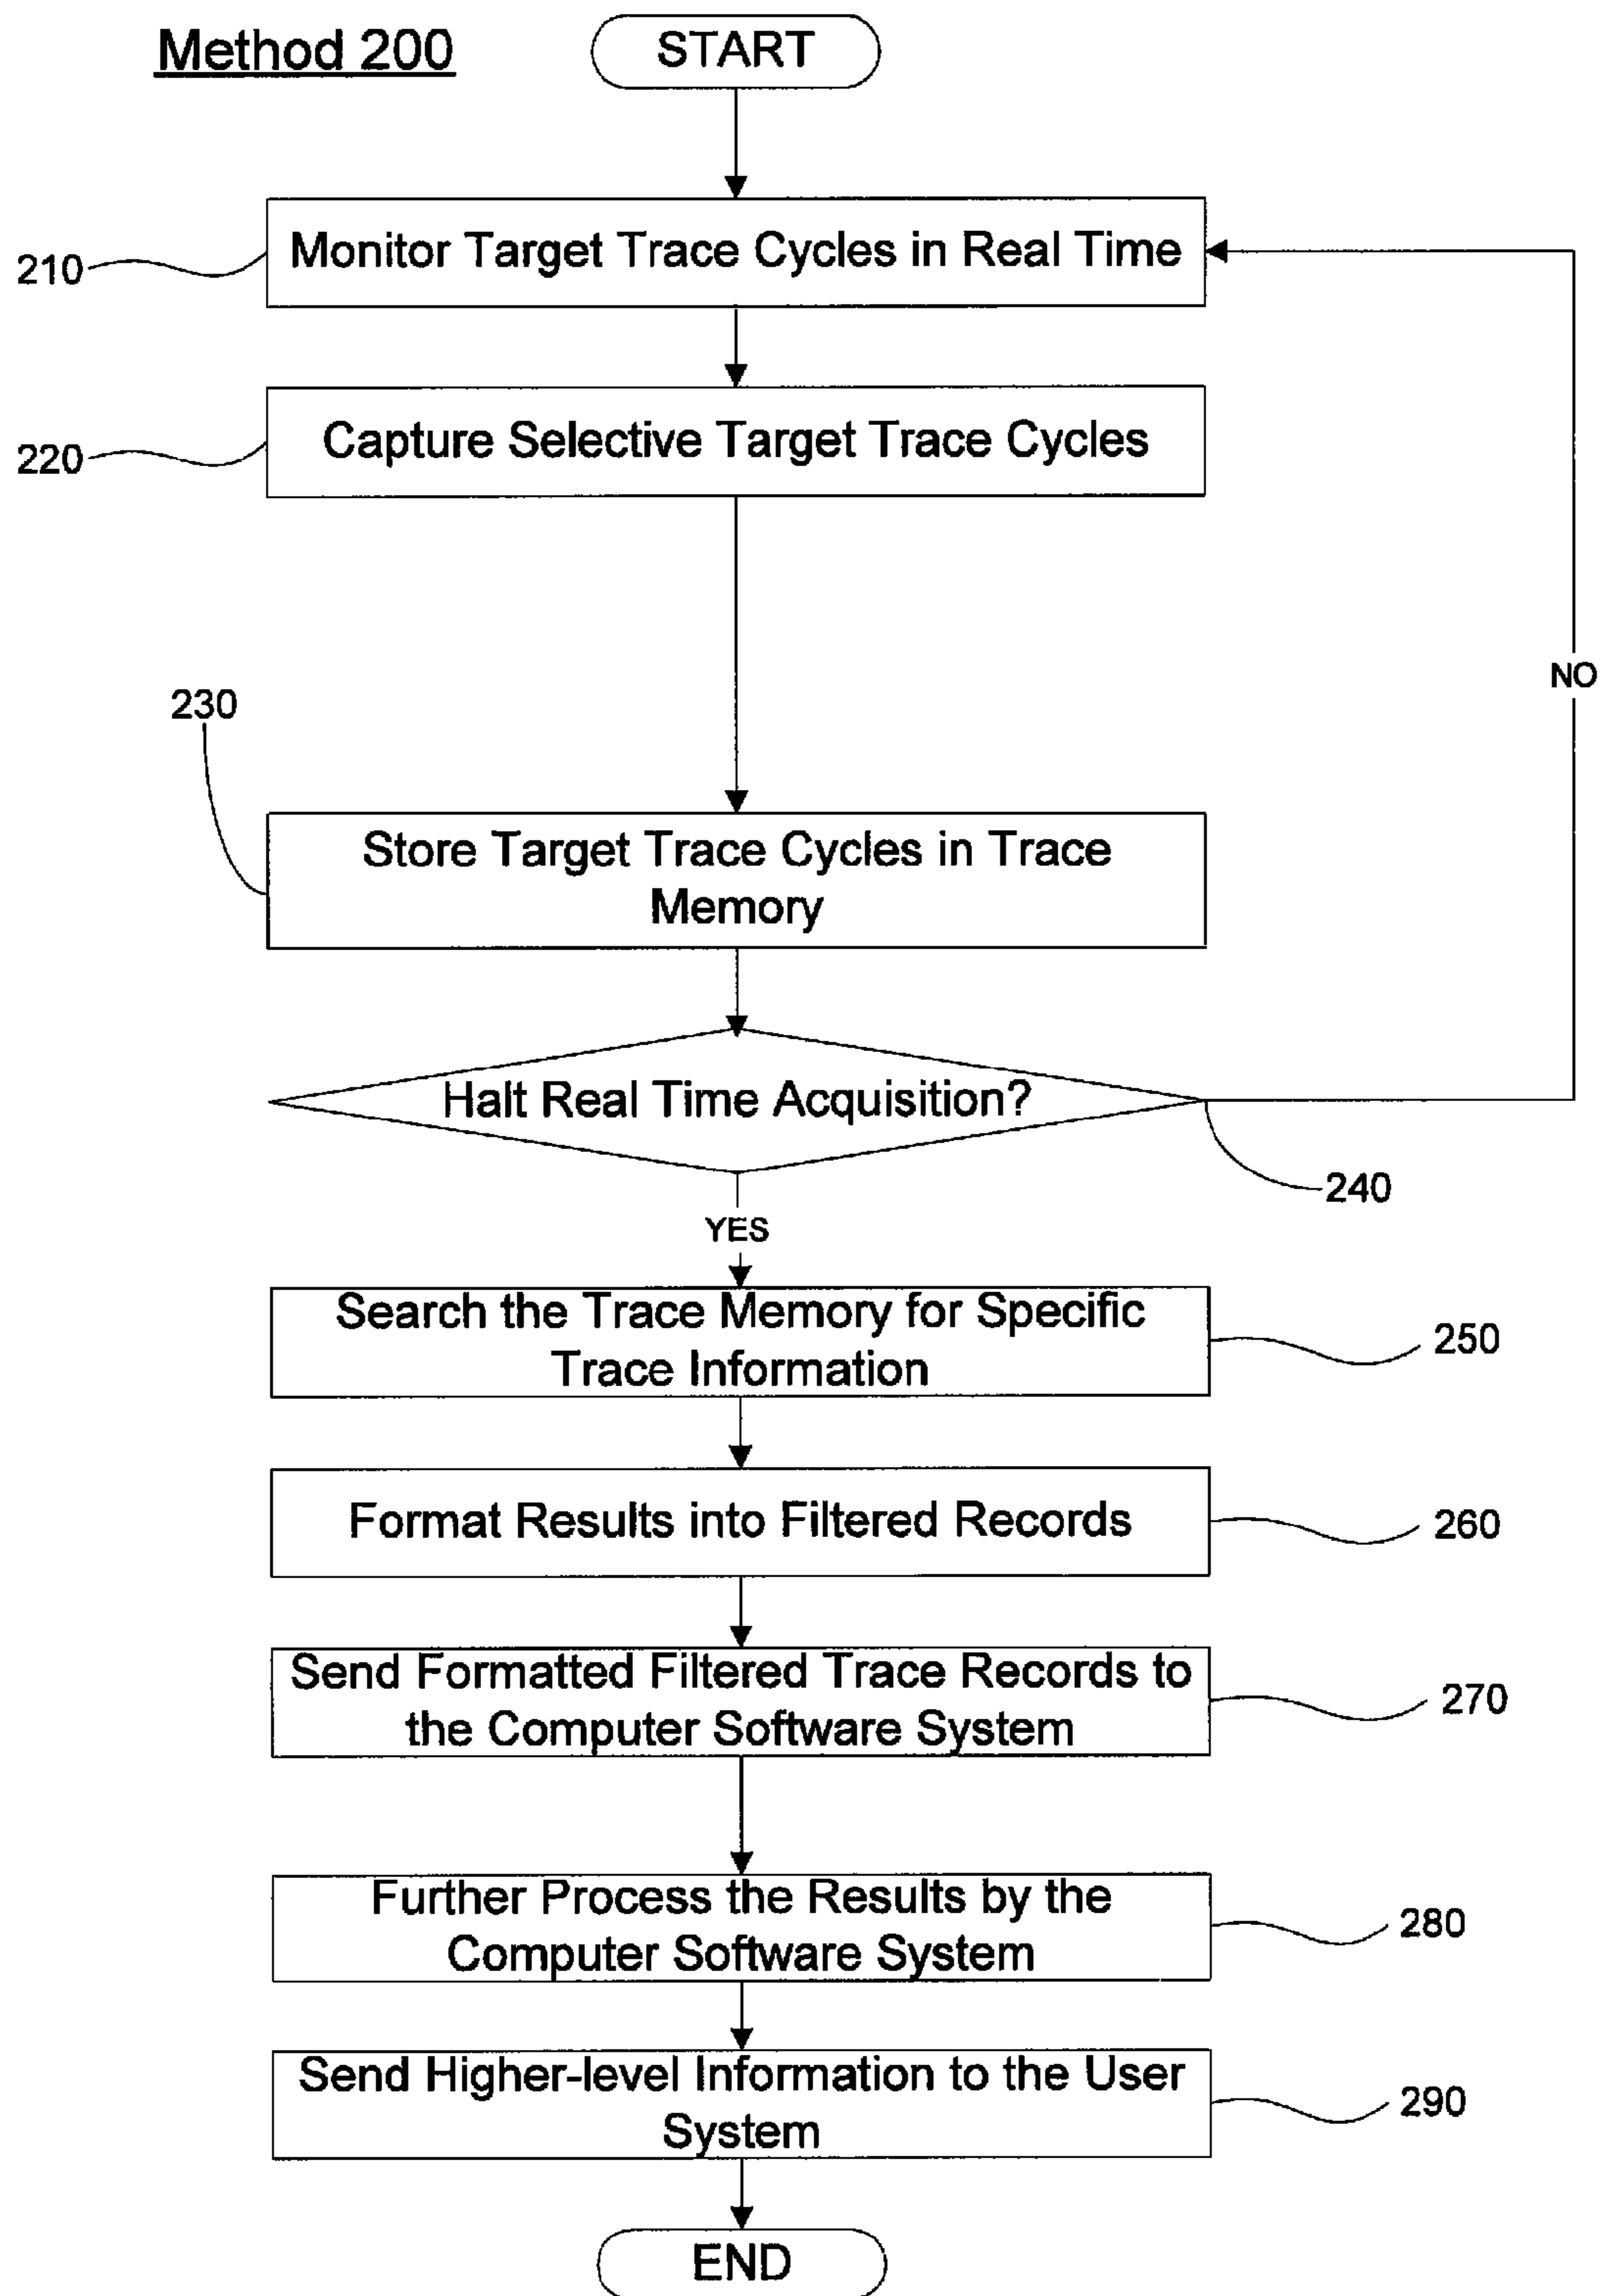 Method 200
START
Monitor Target Trace Cycles in Real Time
210
Capture Selective Target Trace Cycles
220
NO
230
Store Target Trace Cycles in Trace
Memory
Halt Real Time Acquisition?
240
YES
Search the Trace Memory for Specific
Trace Information
250
Format Results into Filtered Records
260
Send Formatted Filtered Trace Records to
the Computer Software System
270
Further Process the Results by the
Computer Software System
280
Send Higher-level Information to the User
System
290
END